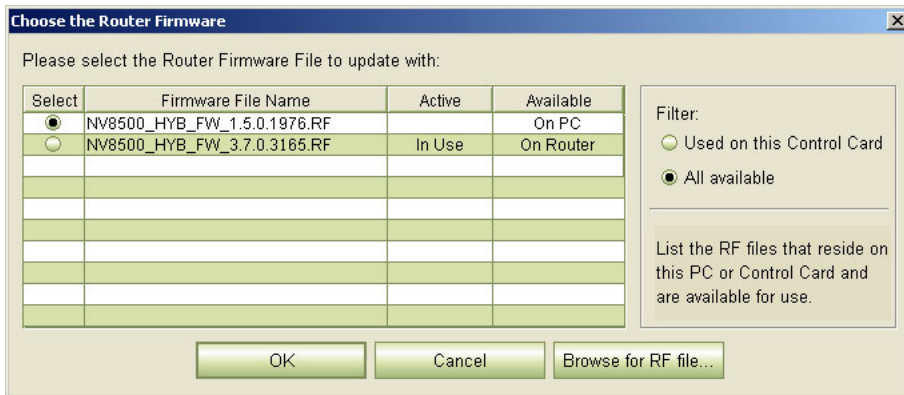 Choose the Router Firmware
Please select the Router Firmware File to update with:
Select Firmware File Name Active Available
NV8500_HYB_FW_1.5.0.1976.RF On PC
NV8500_HYB_FW_3.7.0.3165.RF In Use On Router
Filter:
Used on this Control Card
All available
List the RF files that reside on
this PC or Control Card and
are available for use.
OK Cancel Browse for RF file...